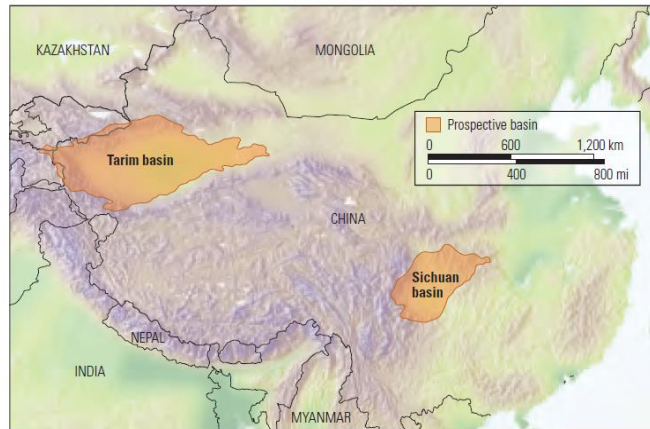 KAZAKHSTAN
MONGOLIA
Prospective basin
0 600 1,200 km
0 400 800 mi
Tarim basin
CHINA
Sichuan
basin
NEPAL
INDIA
MYANMAR